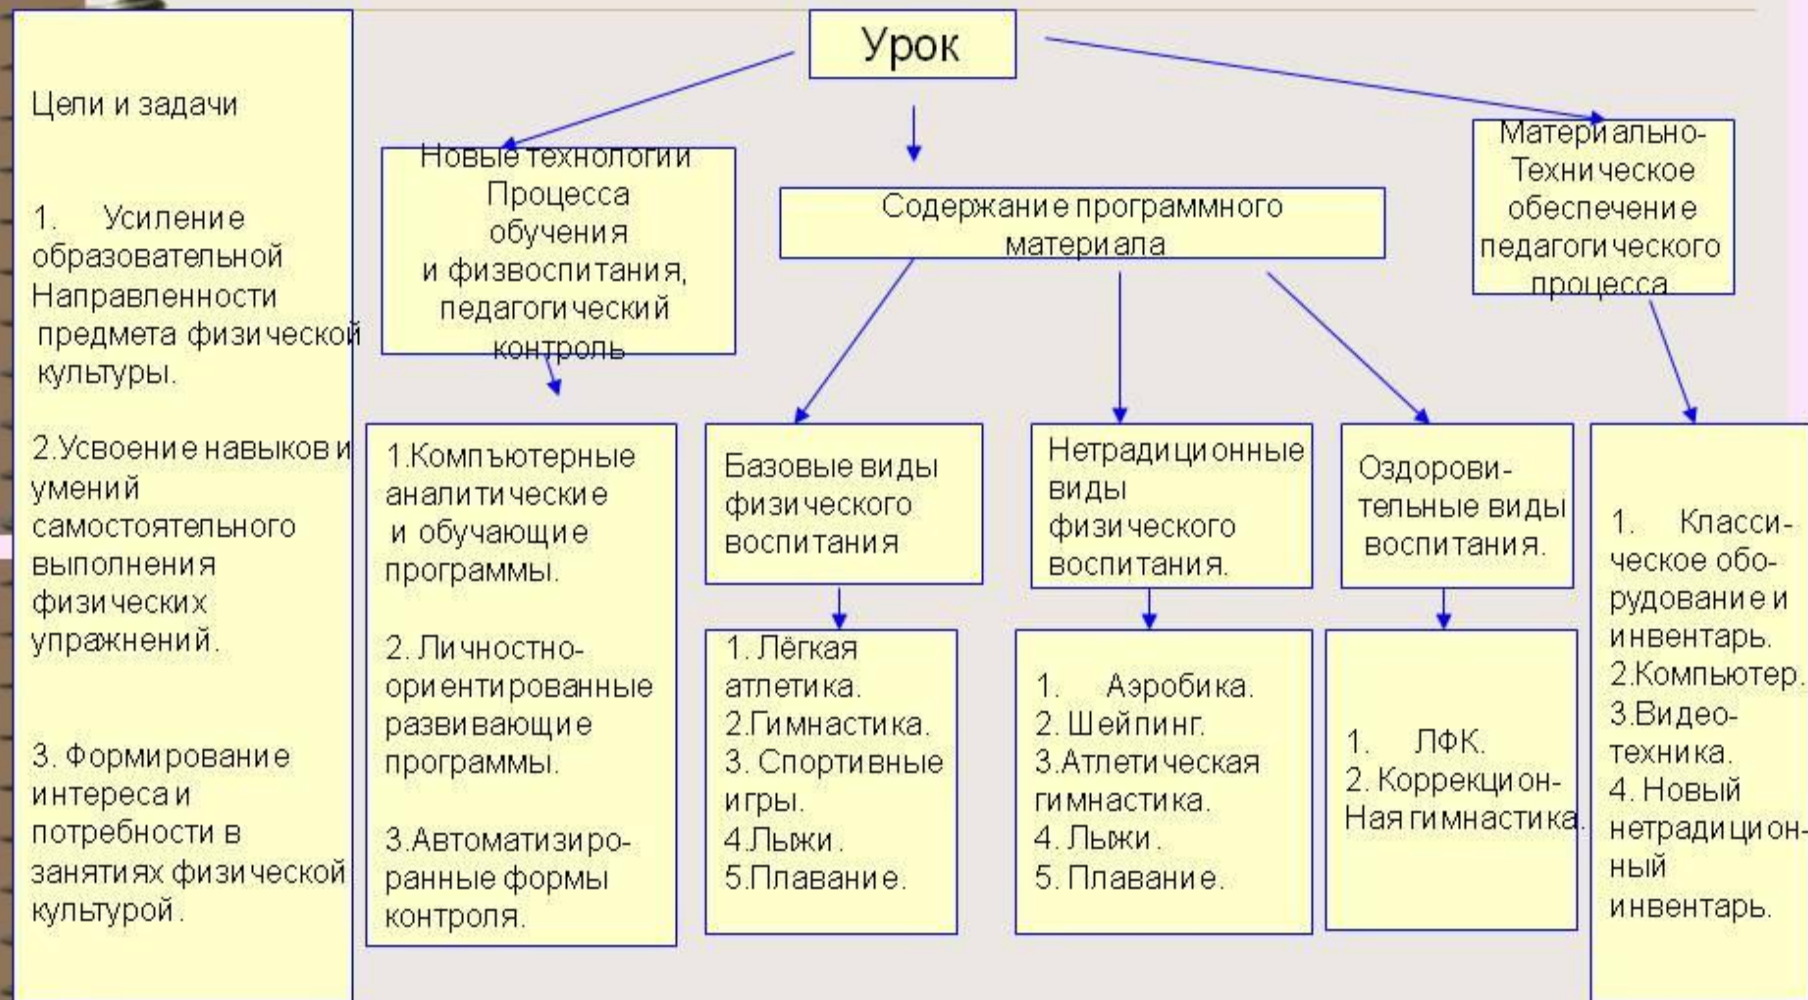 Урок
Цели и задачи
1. Усиление
образовательной
Направленности
предмета физической
культуры.
2.Усвоение навыков и
умений
самостоятельного
выполнения
физических
упражнений.
3. Формирование
интереса и
потребности в
занятиях физической
культурой.
Новые технологии
Процесса
обучения
и физвоспитания,
педагогический
контроль
Содержание программного
материала
Материально-
Техническое
обеспечение
педагогического
процесса
1.Компъютерные
аналитические
и обучающие
программы.
2. Личностно-
ориентированные
развивающие
программы.
3.Автоматизиро-
ранные формы
контроля.
Базовые виды
физического
воспитания
Нетрадиционные
виды
физического
воспитания.
Оздорови-
тельные виды
воспитания.
1. Лёгкая
атлетика.
2.Гимнастика.
3. Спортивные
игры.
4.Лыжи.
5.Плавание.
1. Аэробика.
2. Шейпинг.
3.Атлетическая
гимнастика.
4. Лыжи.
5. Плавание.
1. ЛФК.
2. Коррекцион-
Ная гимнастика.
1. Класси-
ческое обо-
рудование и
инвентарь.
2.Компьютер.
3.Видео-
техника.
4. Новый
нетрадицион-
ный
инвентарь.